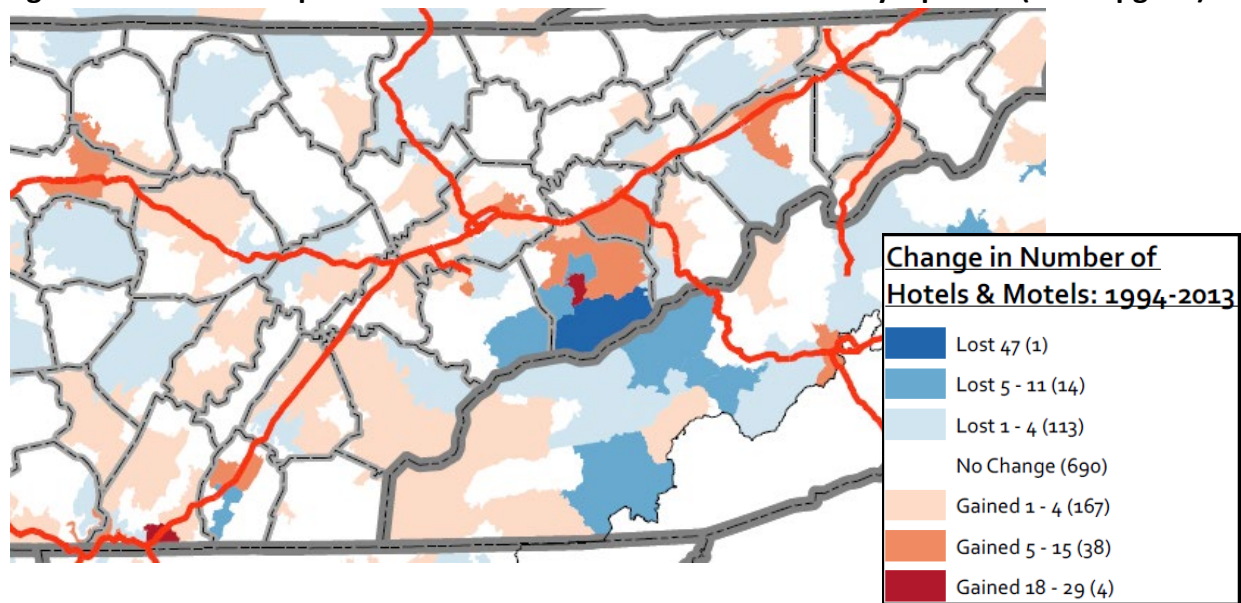 Change in Number of
Hotels & Motels: 1994-2013
Lost 47 (1)
Lost 5 - 11 (14)
Lost 1 - 4 (113)
No Change (690)
Gained 1 - 4 (167)
Gained 5 - 15 (38)
Gained 18 - 29 (4)